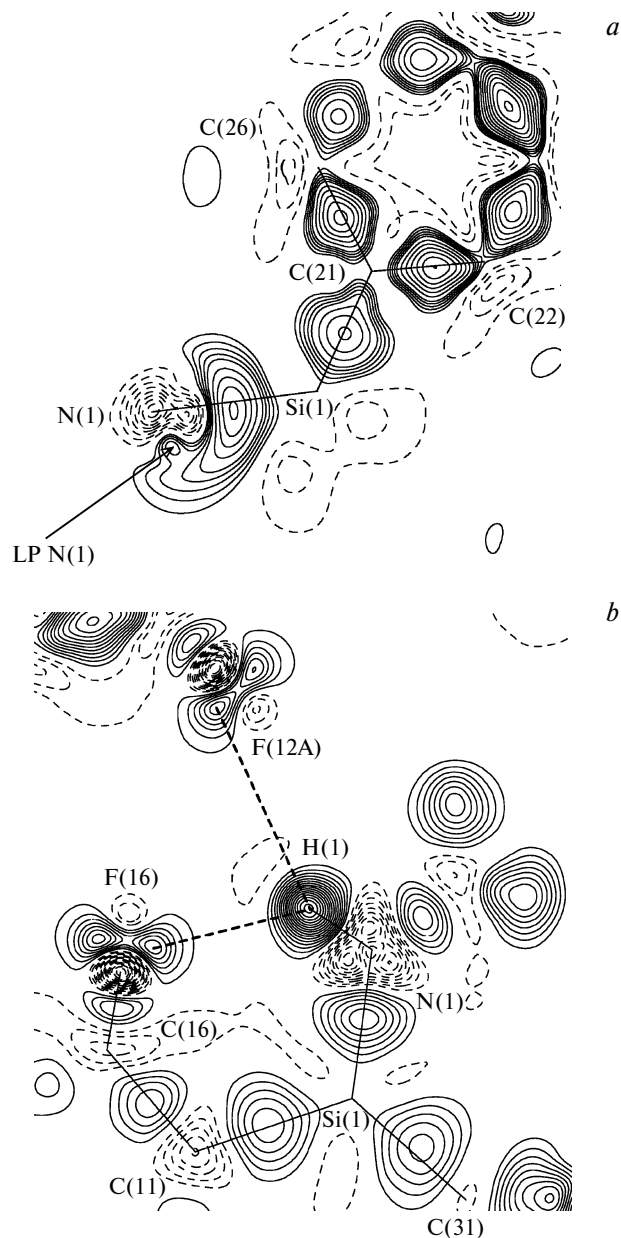 a
C(26)
C(21)
C(22)
N(1)
Si(1)
LP N(1)
b
F(12A)
H(1)
F(16)
N(1)
C(16)
Si(1)
C(11)
C(31)